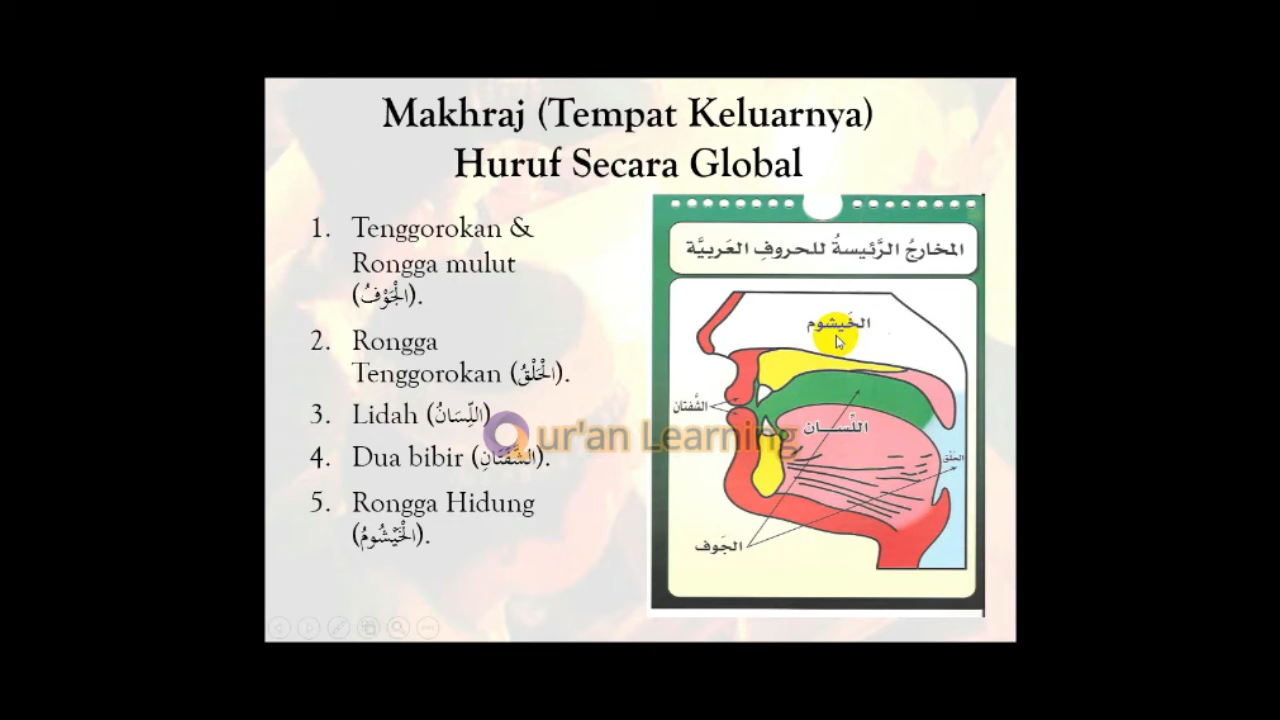 Makhraj (Tempat Keluarnya)
Huruf Secara Global
1. Tenggorokan &
Rongga mulut
(الْجَوْفُ).
2. Rongga
Tenggorokan (الْحَلْقُ).
3. Lidah (اللِّسَانُ)
4. Dua bibir (الشَّفَتَانِ).
5. Rongga Hidung
(الْخَيْشُومُ).
المخارجُ الرَّئيسةُ للحروفِ العَربيَّة
الخَيشوم
الشَّفتان
اللِّسان
الحَلق
الجَوف
ur'an Learning